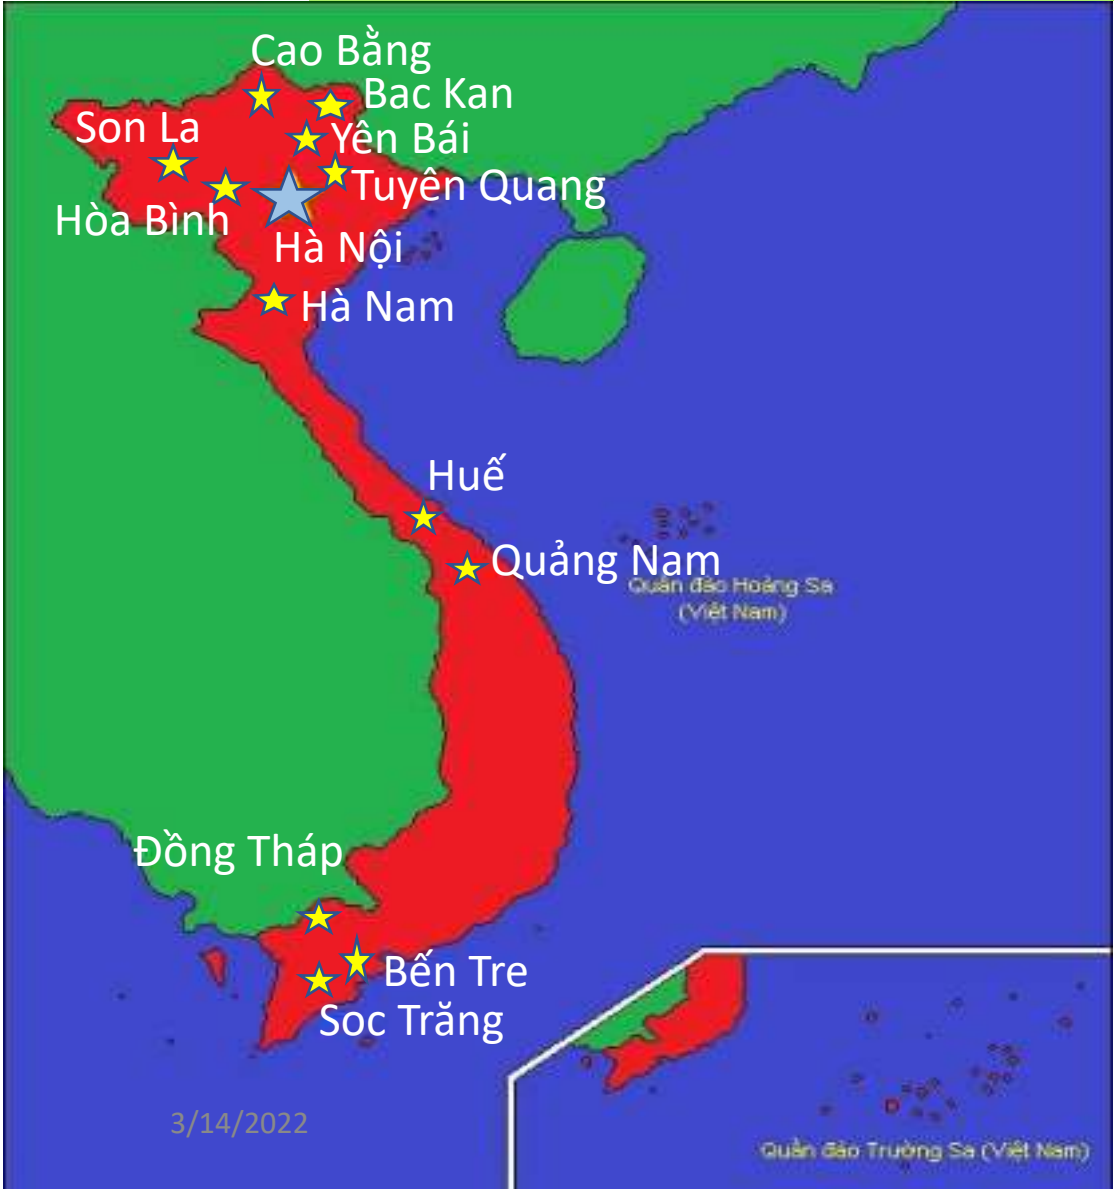 Cao Bằng
Bac Kan
Son La
Yên Bái
Tuyên Quang
Hòa Bình
Hà Nội
Hà Nam
Huế
Quảng Nam
Quần đảo Hoàng Sa
(Việt Nam)
Đồng Tháp
Bến Tre
Soc Trăng
3/14/2022
Quần đảo Trường Sa (Việt Nam)